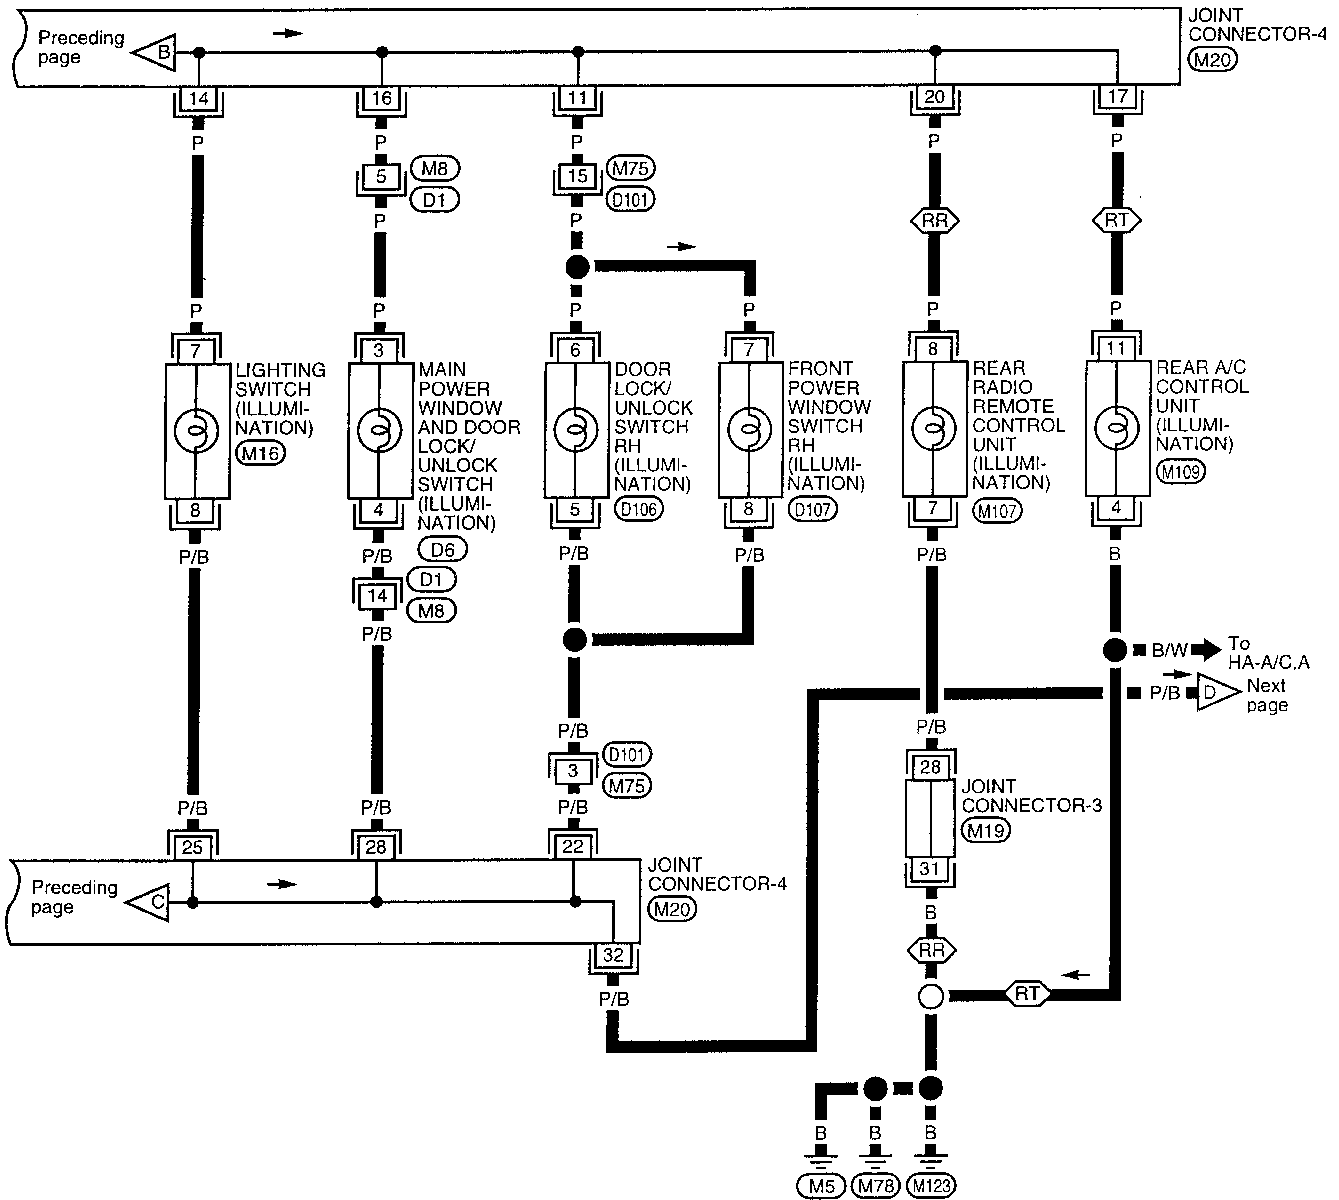 JOINT
CONNECTOR-4
M20
Preceding
page
B
14
16
11
20
17
P
P
P
P
P
5
M8
D1
15
M75
D101
P
P
RR
RT
P
P
P
P
P
P
7
3
6
7
8
11
LIGHTING
SWITCH
(ILLUMI-
NATION)
M16
MAIN
POWER
WINDOW
AND DOOR
LOCK/
UNLOCK
SWITCH
(ILLUMI-
NATION)
D6
DOOR
LOCK/
UNLOCK
SWITCH
RH
(ILLUMI-
NATION)
D106
FRONT
POWER
WINDOW
SWITCH
RH
(ILLUMI-
NATION)
D107
REAR
RADIO
REMOTE
CONTROL
UNIT
(ILLUMI-
NATION)
M107
REAR A/C
CONTROL
UNIT
(ILLUMI-
NATION)
M109
8
4
5
8
7
4
P/B
P/B
P/B
P/B
P/B
B
14
D1
M8
P/B
B/W
To
HA-A/C,A
P/B
D
Next
page
P/B
P/B
3
D101
M75
28
JOINT
CONNECTOR-3
M19
31
P/B
P/B
P/B
25
28
22
JOINT
CONNECTOR-4
M20
Preceding
page
C
32
P/B
B
RR
RT
B
B
B
M5
M78
M123